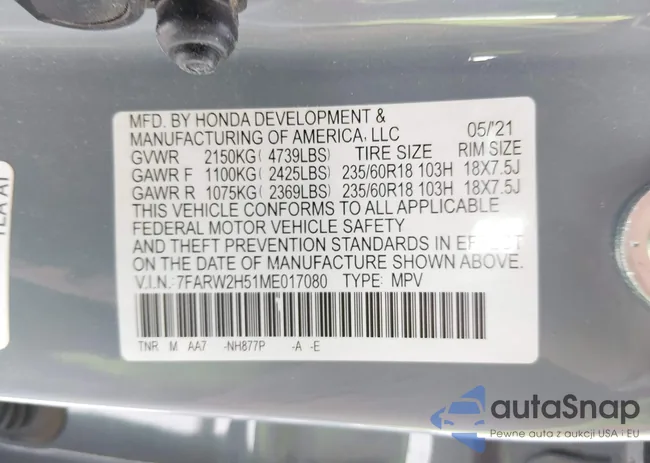 MFD. BY HONDA DEVELOPMENT &
MANUFACTURING OF AMERICA, LLC 05/'21
GVWR 2150KG( 4739LBS) TIRE SIZE RIM SIZE
GAWR F 1100KG( 2425LBS) 235/60R18 103H 18X7.5J
GAWR R 1075KG( 2369LBS) 235/60R18 103H 18X7.5J
THIS VEHICLE CONFORMS TO ALL APPLICABLE
FEDERAL MOTOR VEHICLE SAFETY
AND THEFT PREVENTION STANDARDS IN EFFECT
ON THE DATE OF MANUFACTURE SHOWN ABOVE.
V.I.N.: 7FARW2H51ME017080 TYPE: MPV
TNR M AA7 -NH877P -A -E
autoSnap
Pewne auta z aukcji USA i EU